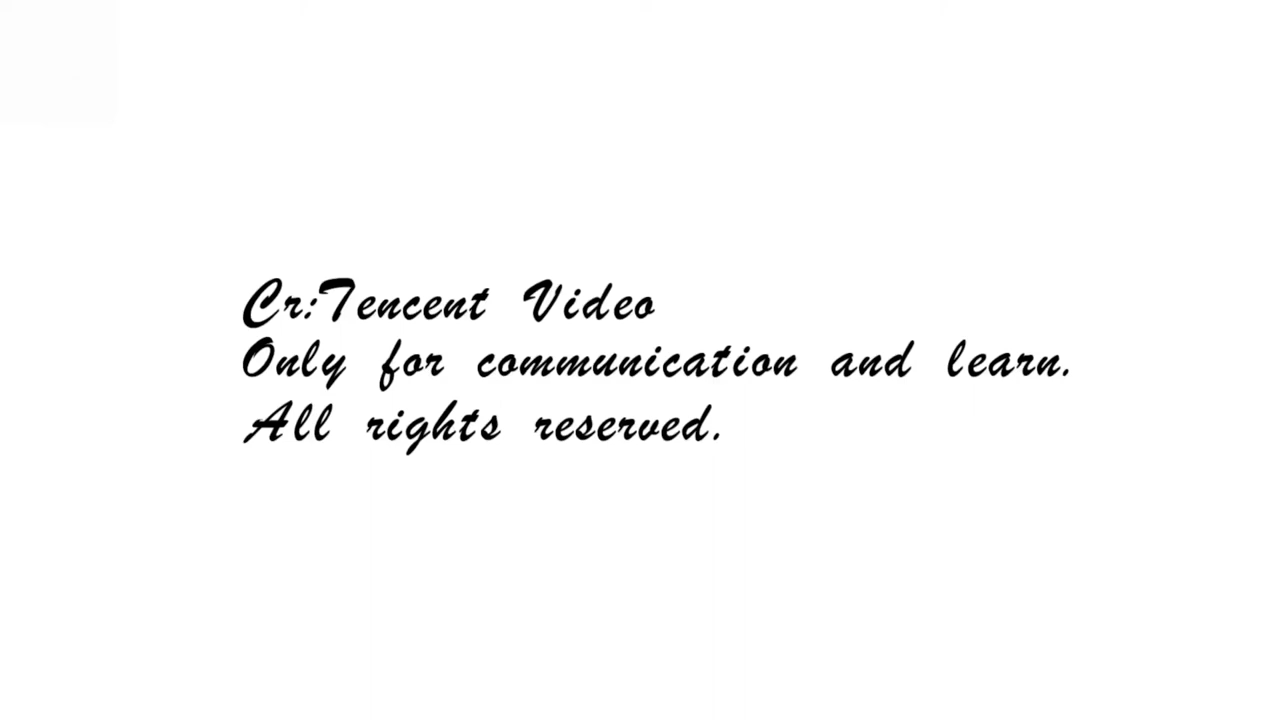 Cr:Tencent Video
Only for communication and learn.
All rights reserved.